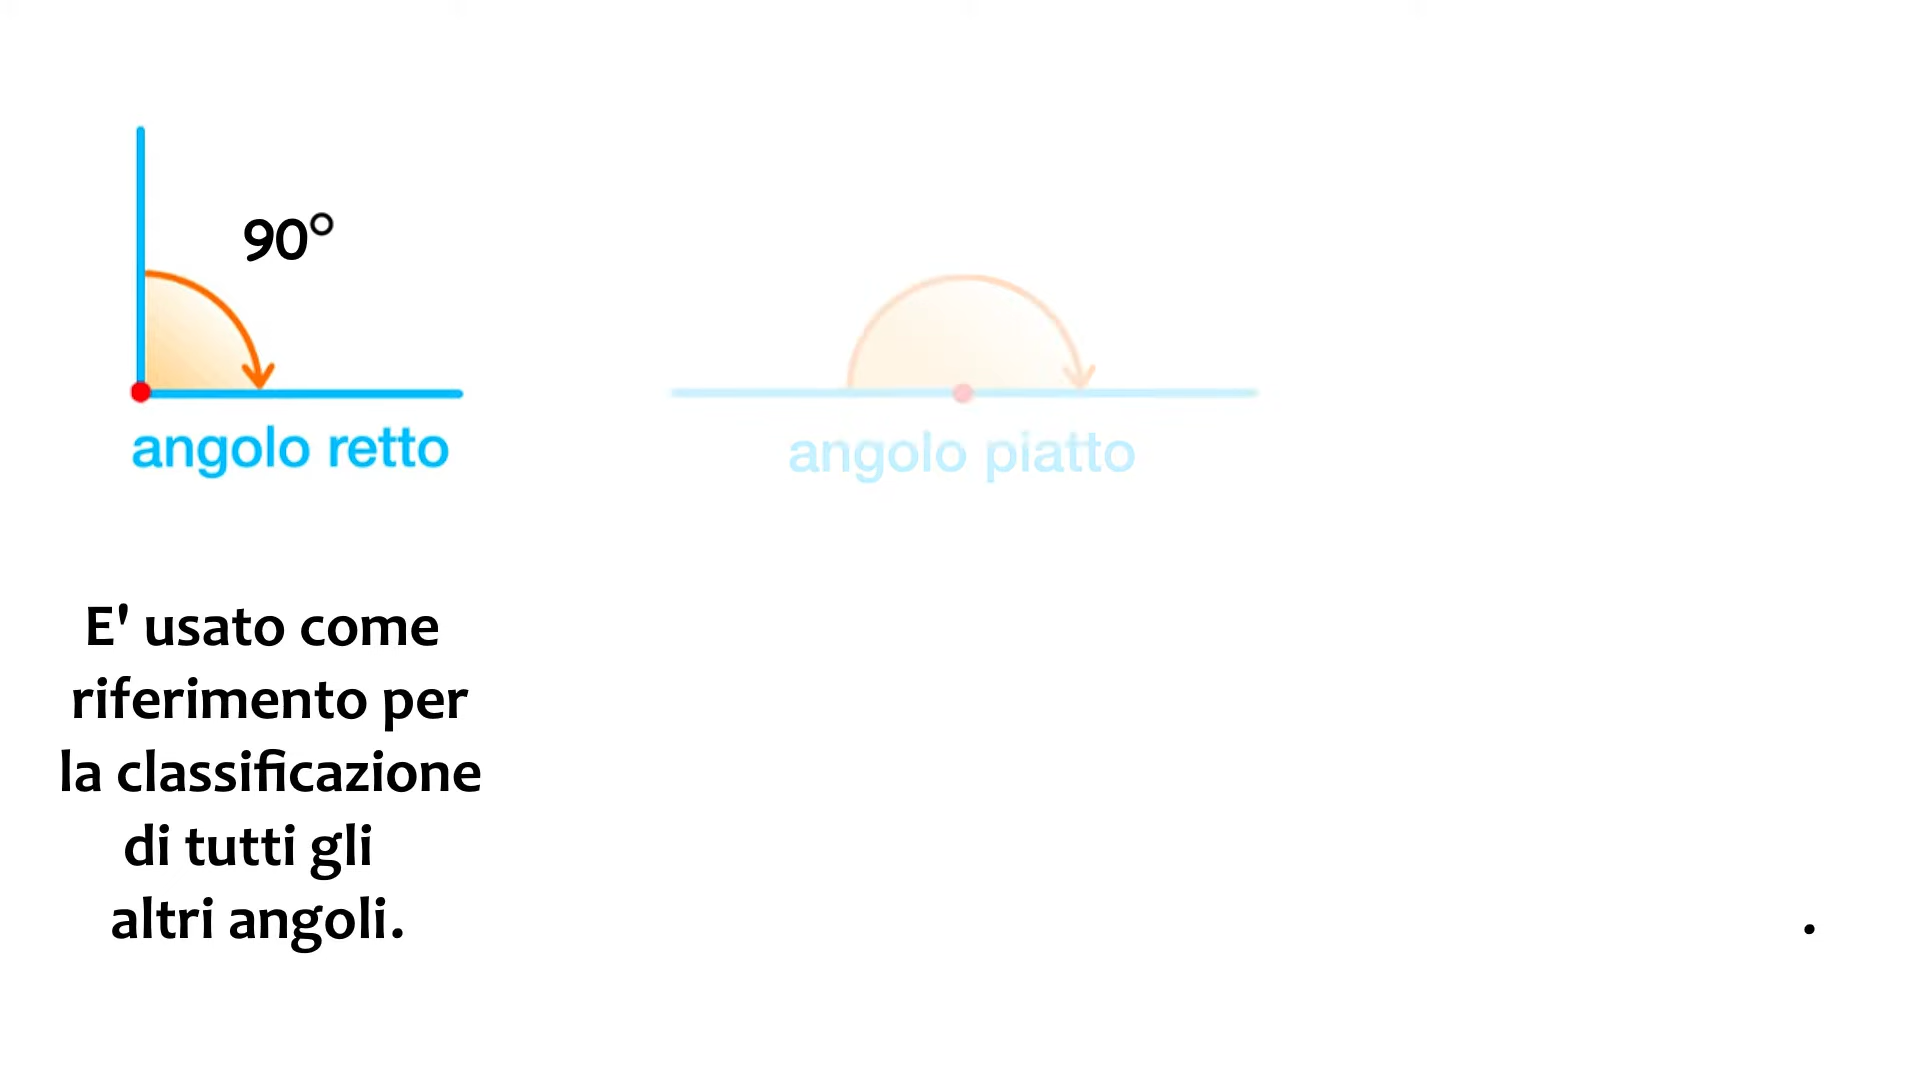 90°
angolo retto
angolo piatto
E' usato come
riferimento per
la classificazione
di tutti gli
altri angoli.
.